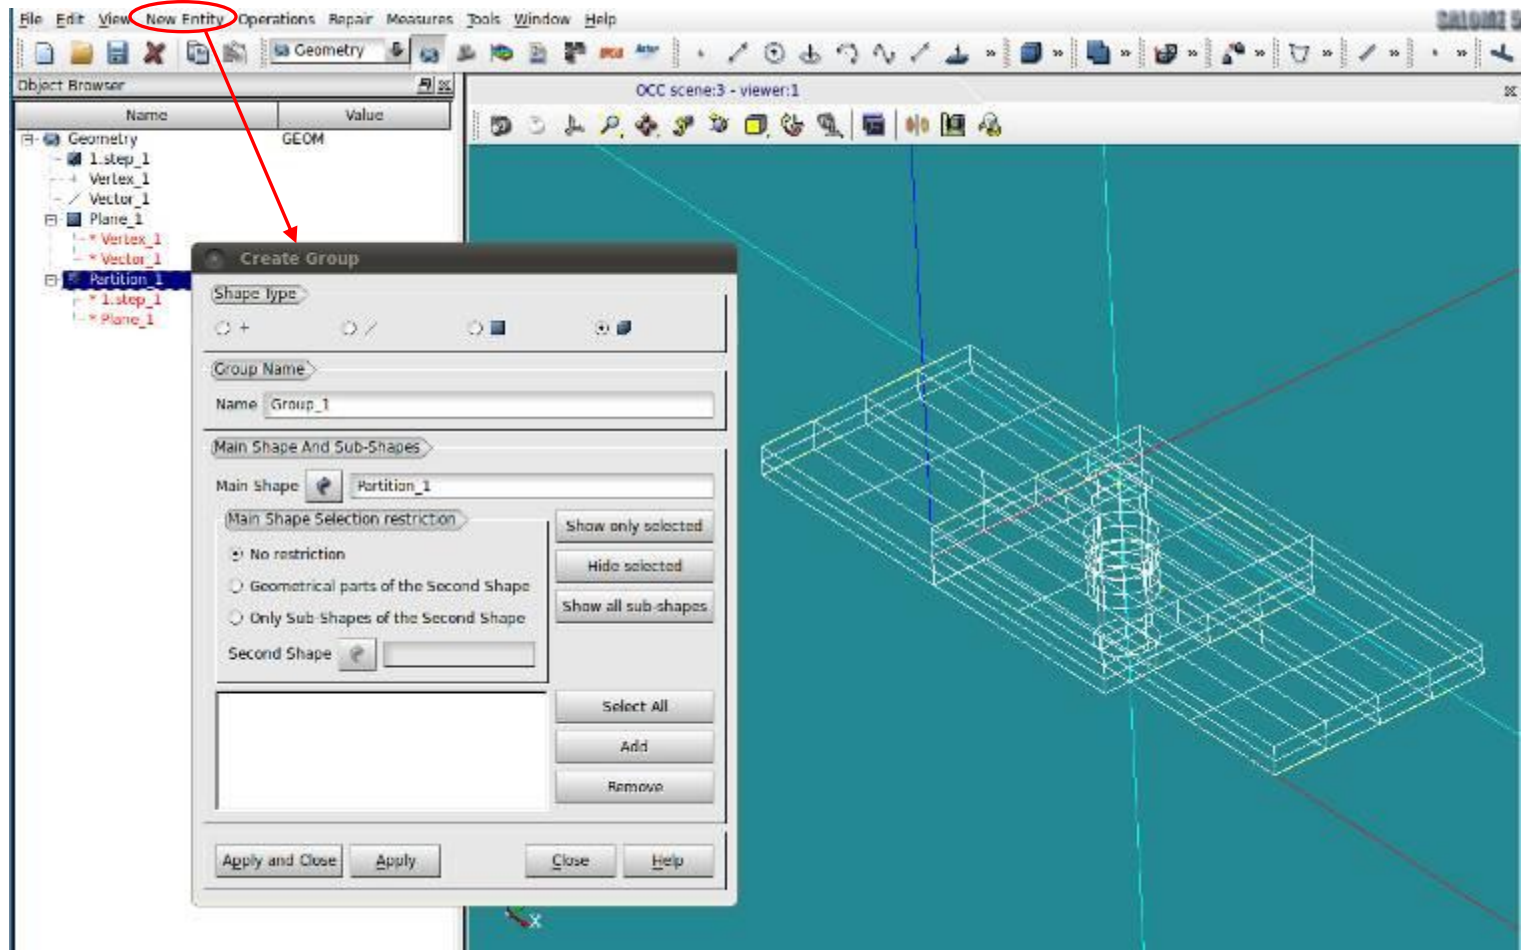 File Edit View New Entity Operations Repair Measures Tools Window Help
Geometry
Object Browser
OCC scene:3 - viewer:1
Name Value
Geometry GEOM
1.step_1
Vertex_1
Vector_1
Plane_1
* Vertex_1
* Vector_1
Partition_1
* 1.step_1
* Plane_1
Create Group
Shape Type
Group Name
Name Group_1
Main Shape And Sub-Shapes
Main Shape Partition_1
Main Shape Selection restriction
No restriction
Geometrical parts of the Second Shape
Only Sub-Shapes of the Second Shape
Second Shape
Show only selected
Hide selected
Show all sub-shapes
Select All
Add
Remove
Apply and Close Apply Close Help
X